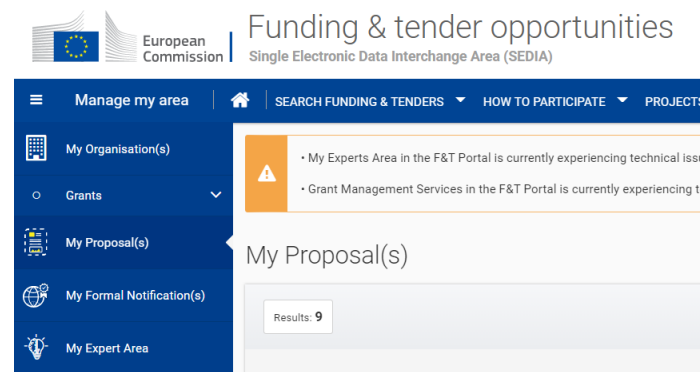 European
Commission
Funding & tender opportunities
Single Electronic Data Interchange Area (SEDIA)
Manage my area
SEARCH FUNDING & TENDERS
HOW TO PARTICIPATE
PROJECTS
My Organisation(s)
Grants
My Proposal(s)
My Formal Notification(s)
My Expert Area
• My Experts Area in the F&T Portal is currently experiencing technical
• Grant Management Services in the F&T Portal is currently experiencing
My Proposal(s)
Results: 9